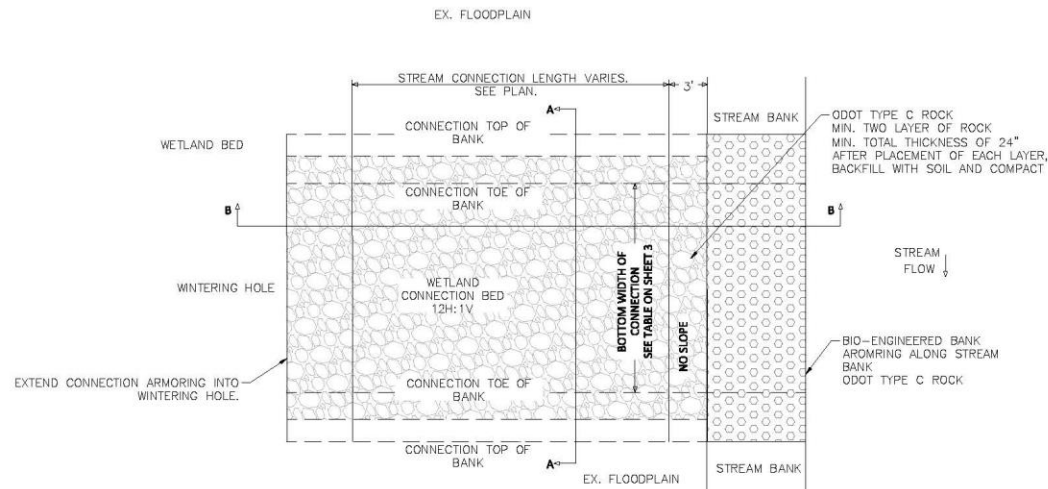 EX. FLOODPLAIN
STREAM CONNECTION LENGTH VARIES.
SEE PLAN.
3'
A
STREAM BANK
CONNECTION TOP OF
BANK
WETLAND BED
ODOT TYPE C ROCK
MIN. TWO LAYER OF ROCK
MIN. TOTAL THICKNESS OF 24"
AFTER PLACEMENT OF EACH LAYER,
BACKFILL WITH SOIL AND COMPACT
CONNECTION TOE OF
BANK
B
B
STREAM
FLOW
WINTERING HOLE
WETLAND
CONNECTION BED
12H:1V
BOTTOM WIDTH OF
CONNECTION
SEE TABLE ON SHEET 3
NO SLOPE
BIO-ENGINEERED BANK
AROMRING ALONG STREAM
BANK
ODOT TYPE C ROCK
EXTEND CONNECTION ARMORING INTO
WINTERING HOLE.
CONNECTION TOE OF
BANK
CONNECTION TOP OF
BANK
A
EX. FLOODPLAIN
STREAM BANK